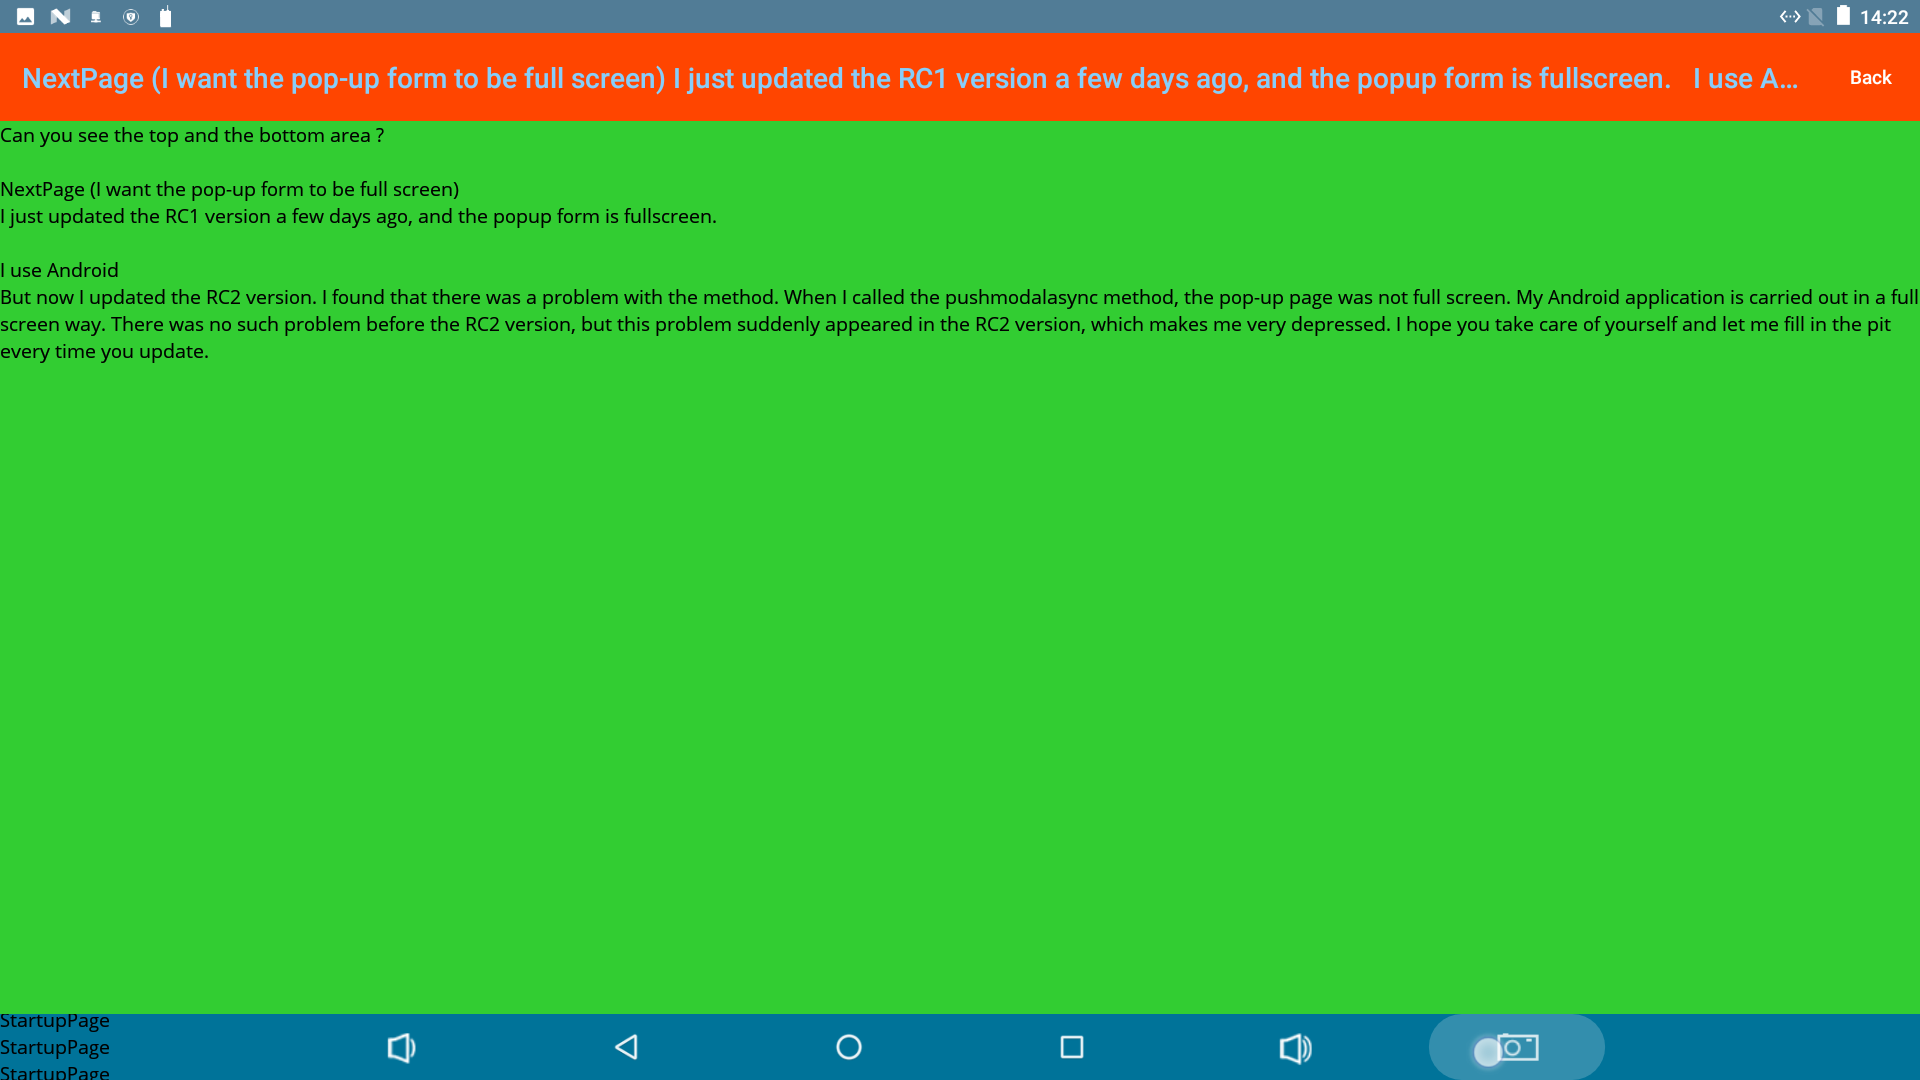 14:22
NextPage (I want the pop-up form to be full screen) I just updated the RC1 version a few days ago, and the popup form is fullscreen.   I use A...
Back
Can you see the top and the bottom area ?
NextPage (I want the pop-up form to be full screen)
I just updated the RC1 version a few days ago, and the popup form is fullscreen.
I use Android
But now I updated the RC2 version. I found that there was a problem with the method. When I called the pushmodalasync method, the pop-up page was not full screen. My Android application is carried out in a full
screen way. There was no such problem before the RC2 version, but this problem suddenly appeared in the RC2 version, which makes me very depressed. I hope you take care of yourself and let me fill in the pit
every time you update.
StartupPage
StartupPage
StartupPage